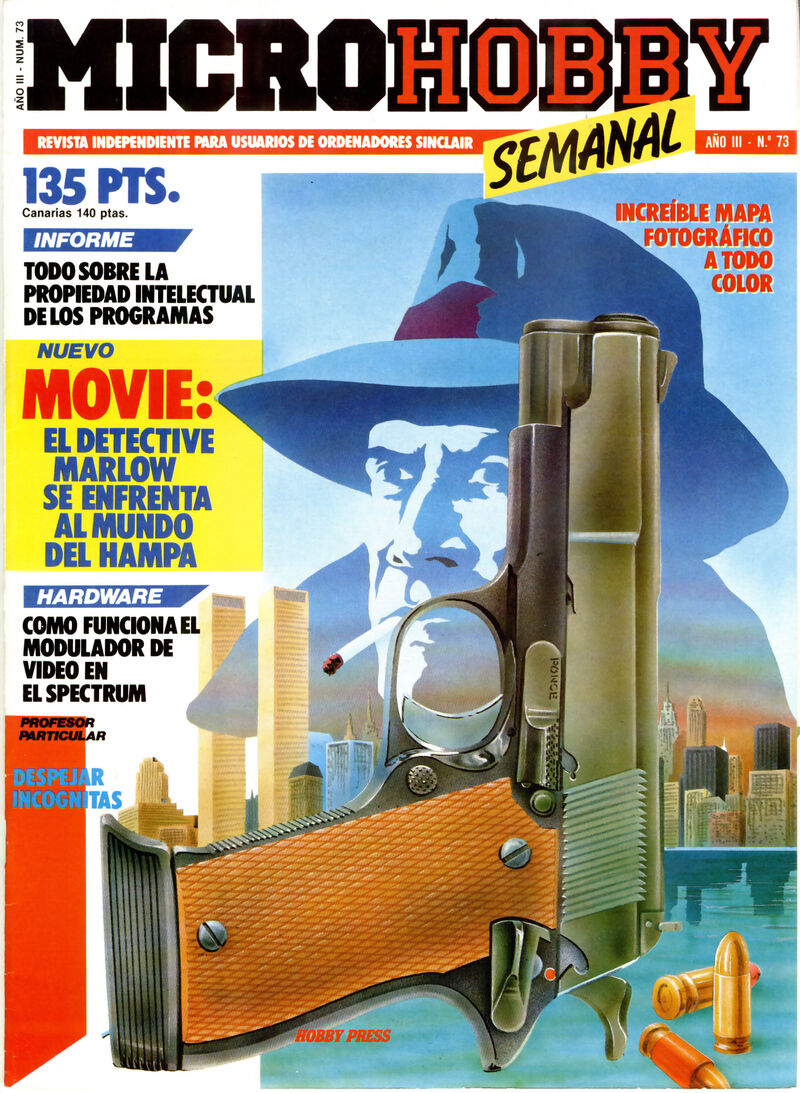 AÑO III - NUM. 73
MICROHOBBY
REVISTA INDEPENDIENTE PARA USUARIOS DE ORDENADORES SINCLAIR
SEMANAL
AÑO III - N.º 73
135 PTS.
Canarias 140 ptas.
INFORME
TODO SOBRE LA
PROPIEDAD INTELECTUAL
DE LOS PROGRAMAS
NUEVO
MOVIE:
EL DETECTIVE
MARLOW
SE ENFRENTA
AL MUNDO
DEL HAMPA
HARDWARE
COMO FUNCIONA EL
MODULADOR DE
VIDEO EN
EL SPECTRUM
PROFESOR
PARTICULAR
DESPEJAR
INCOGNITAS
INCREÍBLE MAPA
FOTOGRÁFICO
A TODO
COLOR
PONCE
HOBBY PRESS